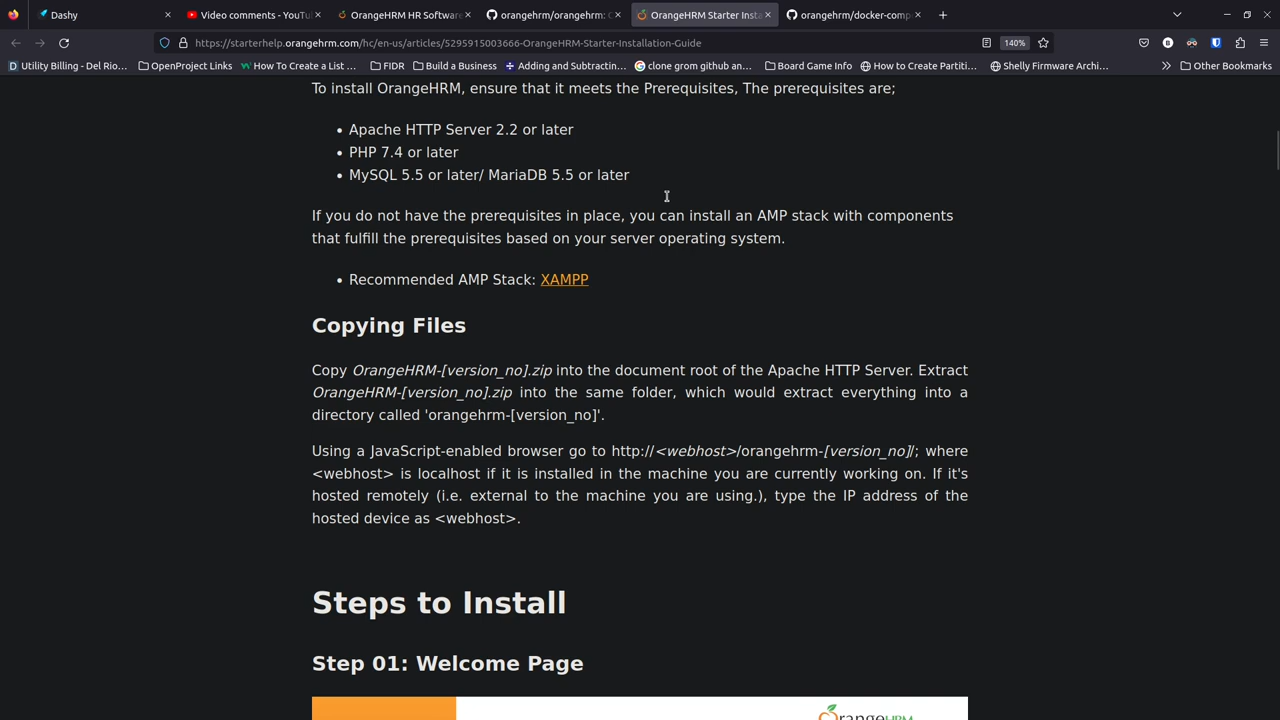 Dashy
Video comments - YouTu
OrangeHRM HR Software
orangehrm/orangehrm: O
OrangeHRM Starter Insta
orangehrm/docker-comp
https://starterhelp.orangehrm.com/hc/en-us/articles/5295915003666-OrangeHRM-Starter-Installation-Guide
140%
Utility Billing - Del Rio...
OpenProject Links
How To Create a List ...
FIDR
Build a Business
Adding and Subtractin...
clone grom github an...
Board Game Info
How to Create Partiti...
Shelly Firmware Archi...
Other Bookmarks
To install OrangeHRM, ensure that it meets the Prerequisites, The prerequisites are;
• Apache HTTP Server 2.2 or later
• PHP 7.4 or later
• MySQL 5.5 or later/ MariaDB 5.5 or later
If you do not have the prerequisites in place, you can install an AMP stack with components
that fulfill the prerequisites based on your server operating system.
• Recommended AMP Stack: XAMPP
Copying Files
Copy OrangeHRM-[version_no].zip into the document root of the Apache HTTP Server. Extract
OrangeHRM-[version_no].zip into the same folder, which would extract everything into a
directory called 'orangehrm-[version_no]'.
Using a JavaScript-enabled browser go to http://<webhost>/orangehrm-[version_no]/; where
<webhost> is localhost if it is installed in the machine you are currently working on. If it's
hosted remotely (i.e. external to the machine you are using.), type the IP address of the
hosted device as <webhost>.
Steps to Install
Step 01: Welcome Page
OrangeHRM